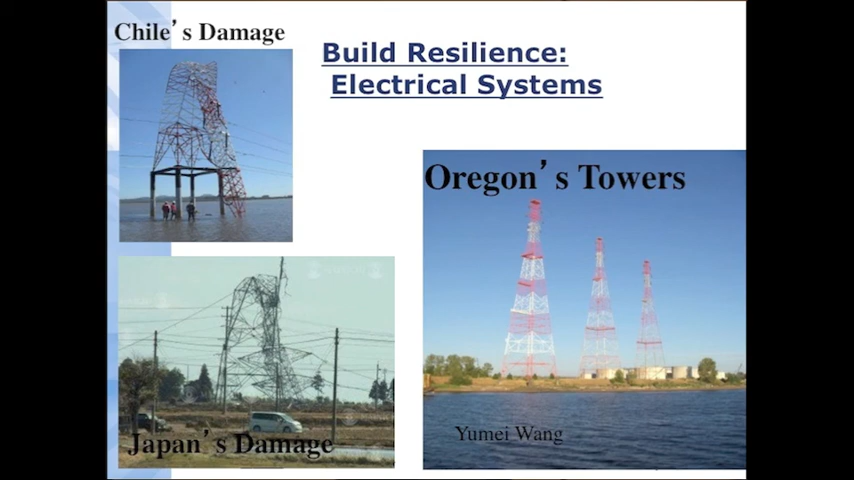 Chile's Damage
Build Resilience:
Electrical Systems
Oregon's Towers
Japan's Damage
Yumei Wang